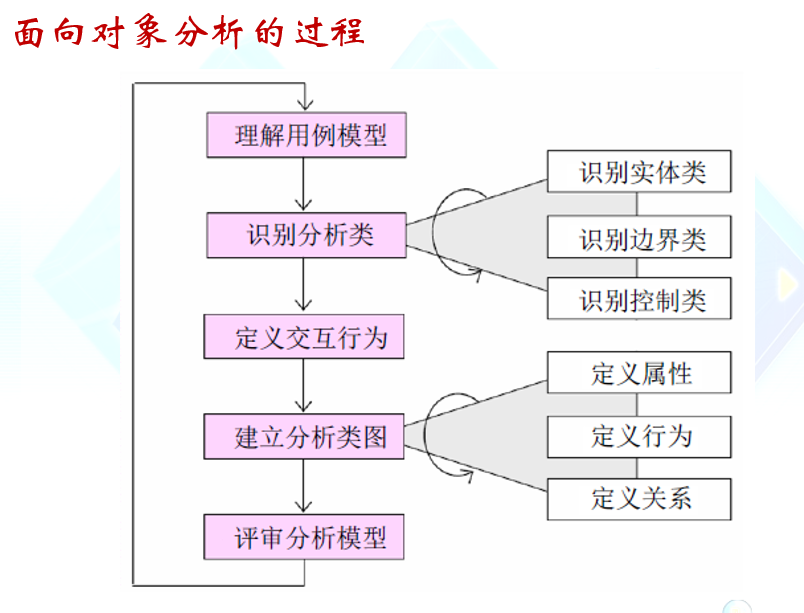 面向对象分析的过程
理解用例模型
识别分析类
识别实体类
识别边界类
识别控制类
定义交互行为
建立分析类图
定义属性
定义行为
定义关系
评审分析模型